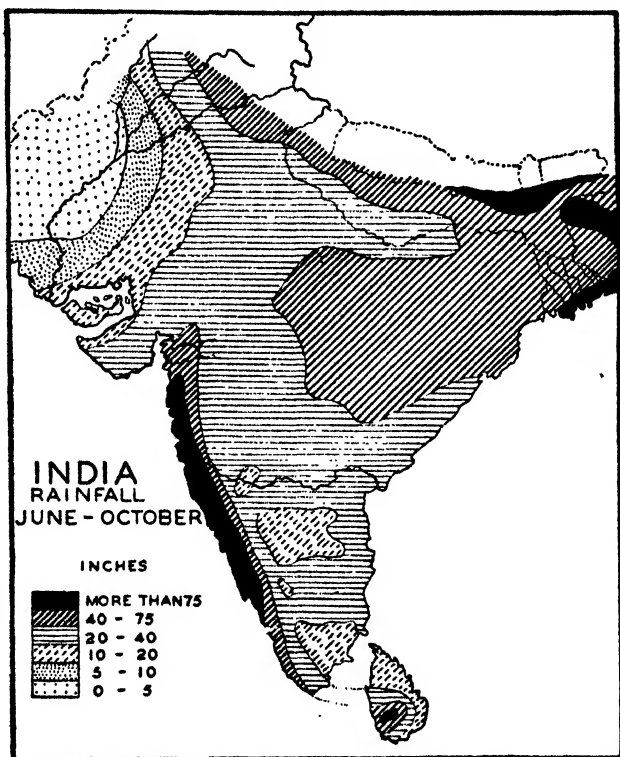 INDIA
RAINFALL
JUNE - OCTOBER
INCHES
MORE THAN 75
40 - 75
20 - 40
10 - 20
5 - 10
0 - 5